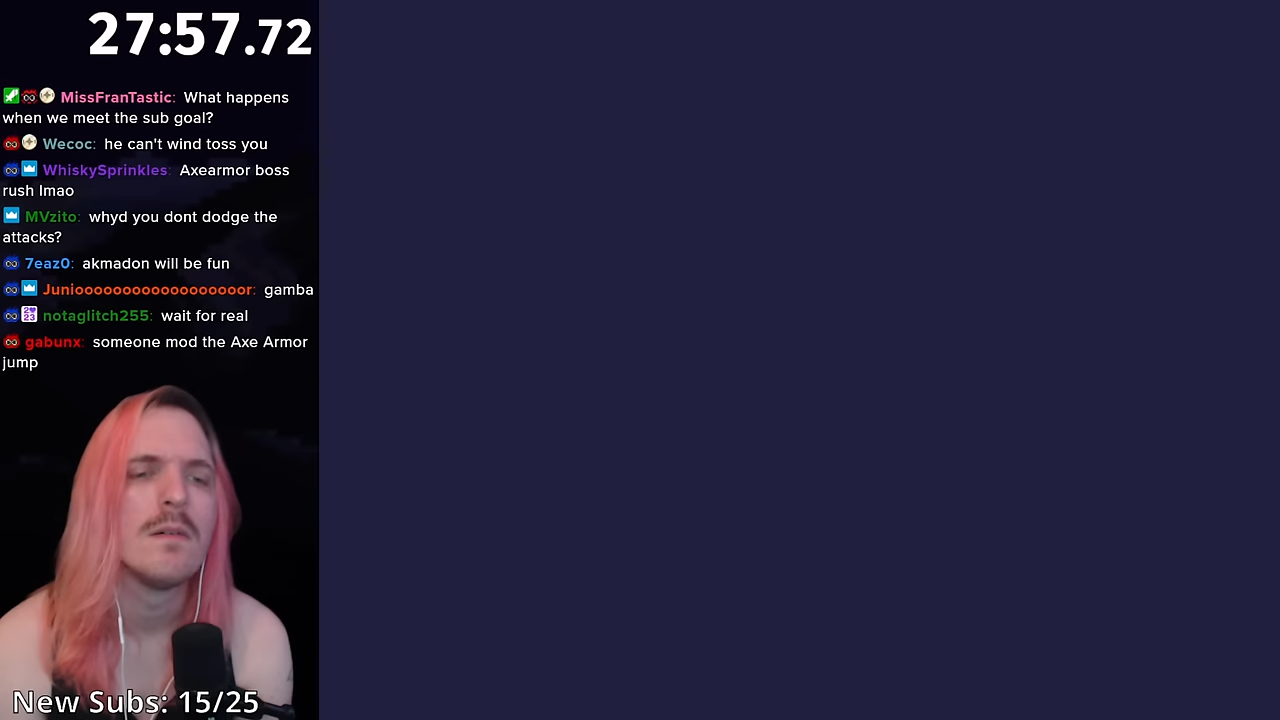 27:57.72
MissFranTastic: What happens
when we meet the sub goal?
Wecoc: he can't wind toss you
WhiskySprinkles: Axearmor boss
rush lmao
MVzito: whyd you dont dodge the
attacks?
7eaz0: akmadon will be fun
Juniooooooooooooooooooor: gamba
notaglitch255: wait for real
gabunx: someone mod the Axe Armor
jump
New Subs: 15/25